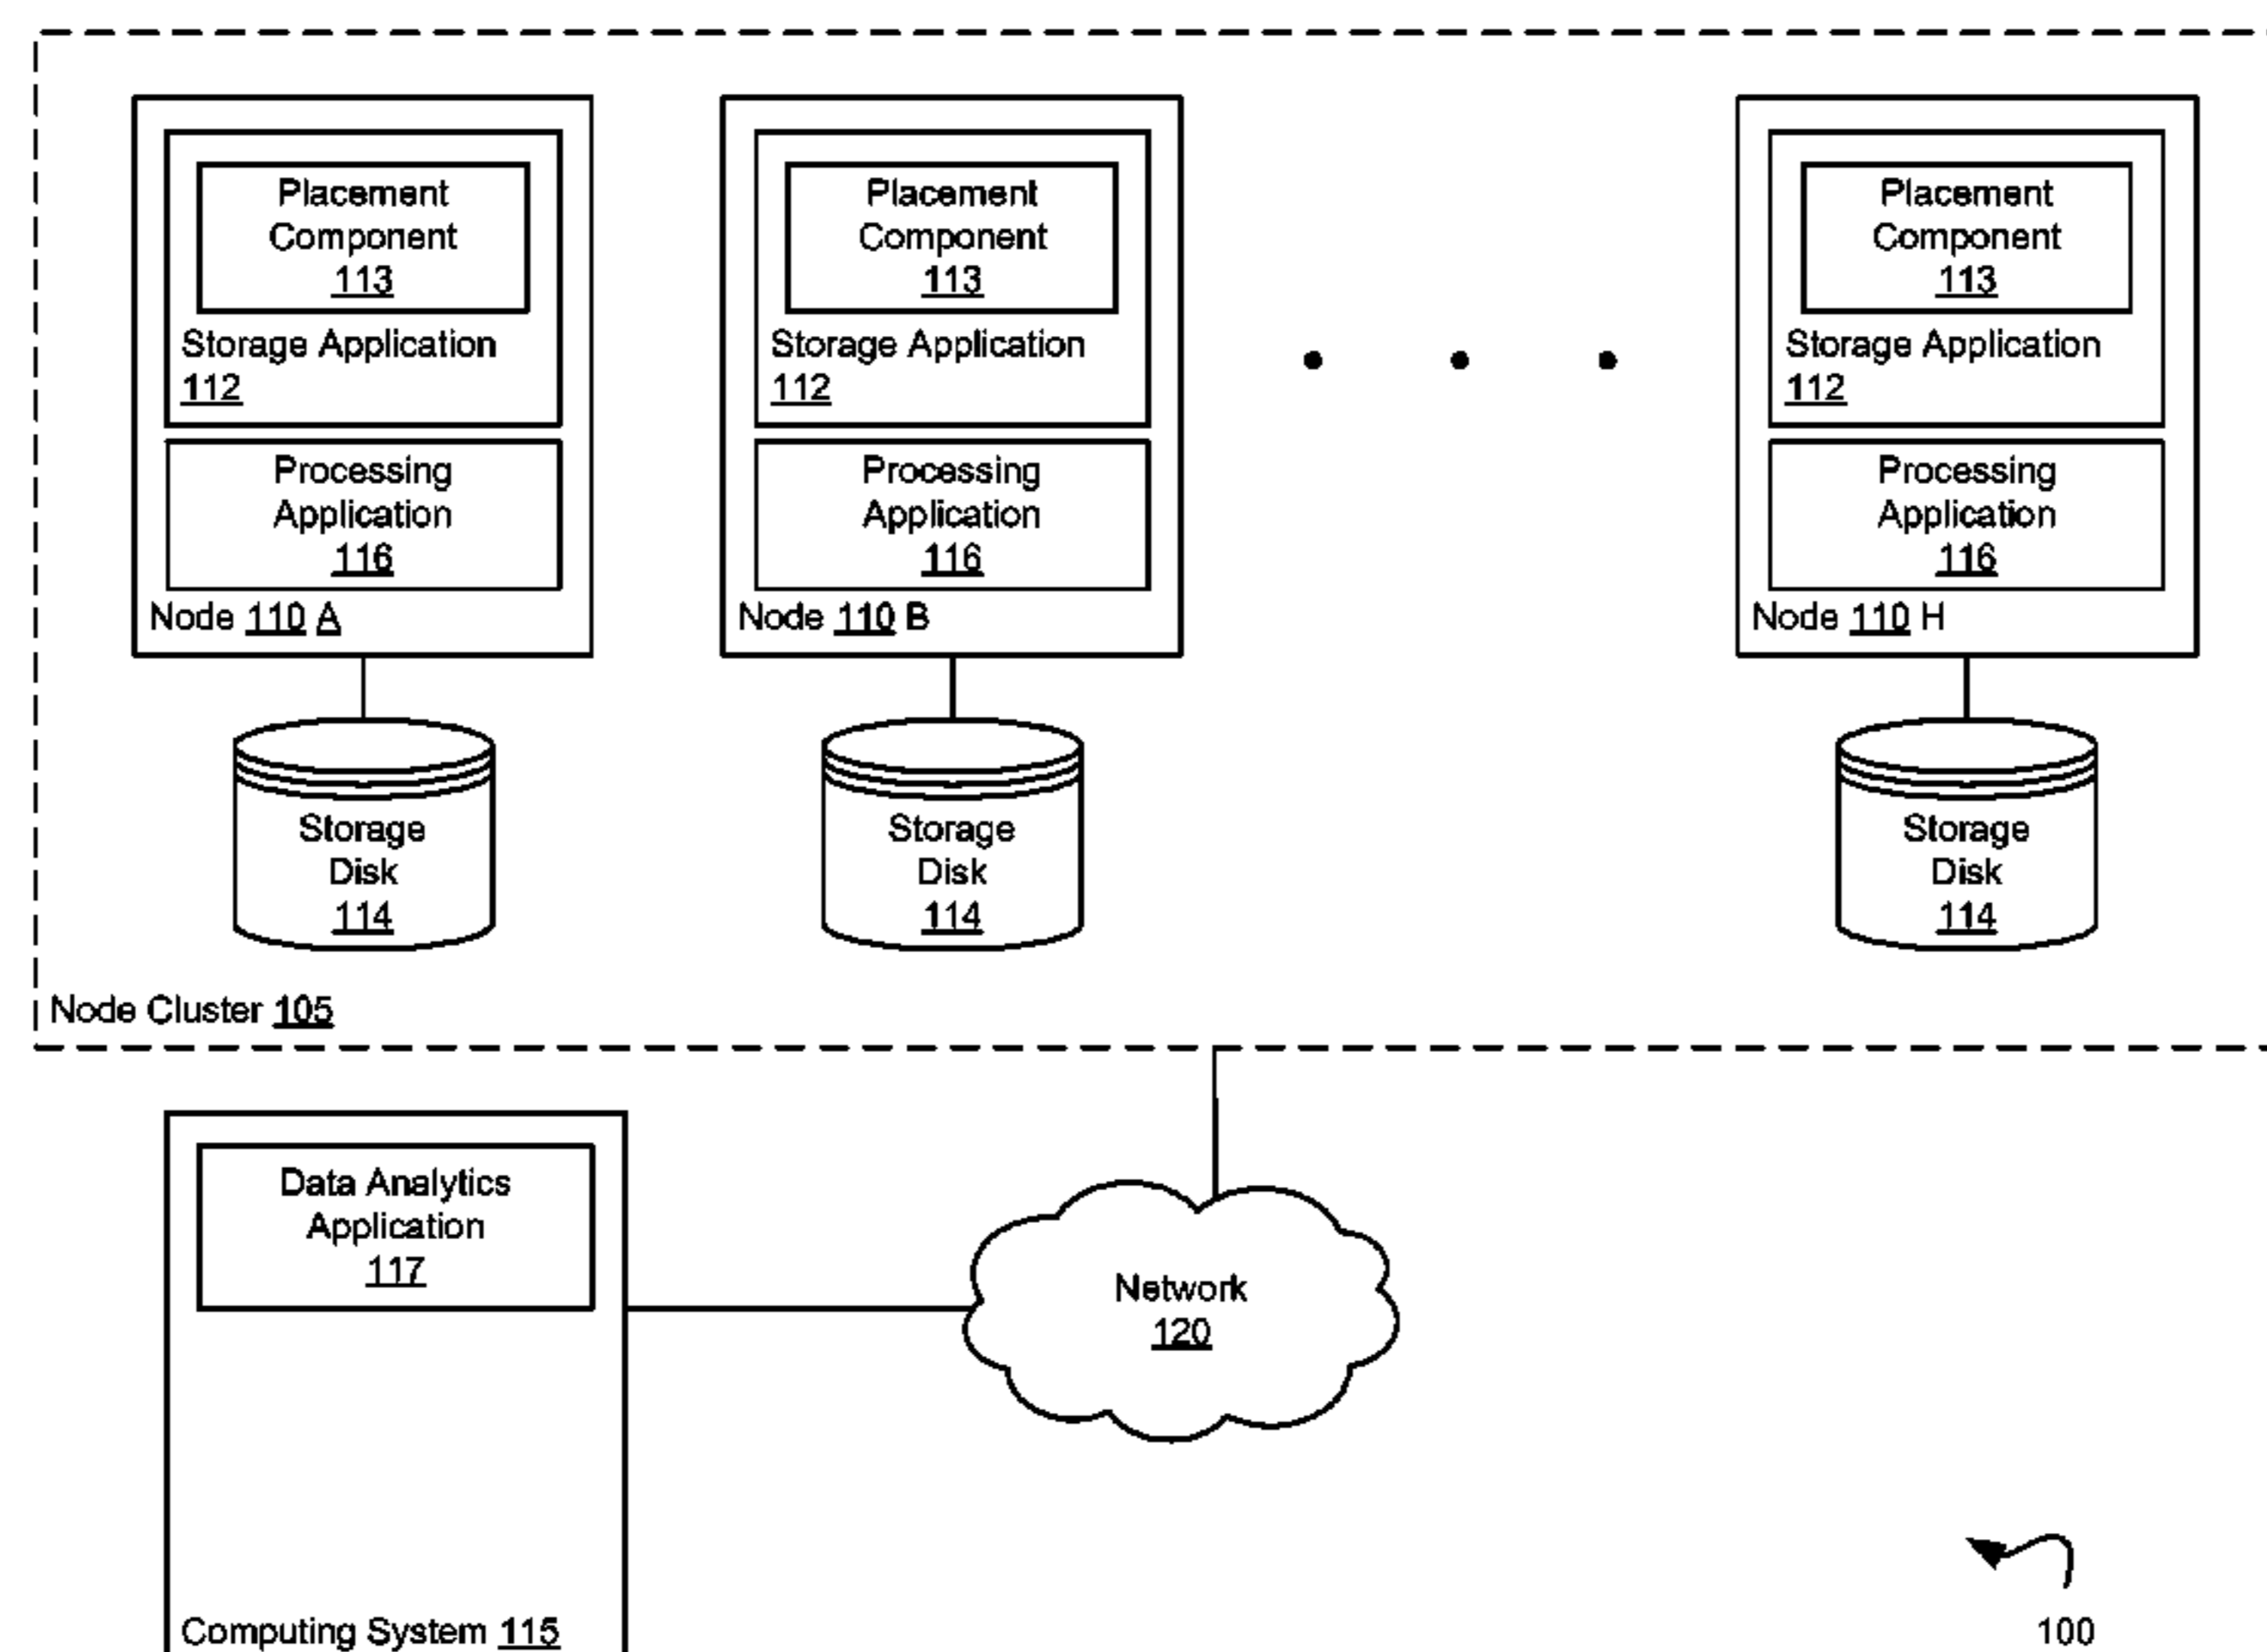 Placement
Component
113
Storage Application
112
Processing
Application
116
Node 110 A
Storage
Disk
114
Placement
Component
113
Storage Application
112
Processing
Application
116
Node 110 B
Storage
Disk
114
Placement
Component
113
Storage Application
112
Processing
Application
116
Node 110 H
Storage
Disk
114
Node Cluster 105
Data Analytics
Application
117
Computing System 115
Network
120
100